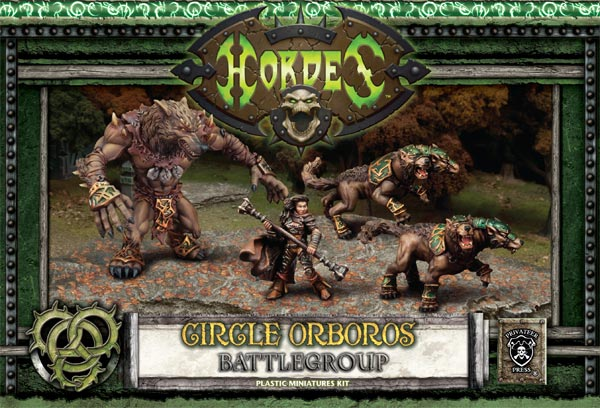 HORDES
CIRCLE ORBOROS
BATTLEGROUP
PLASTIC MINIATURES KIT
PRIVATEER
PRESS
®